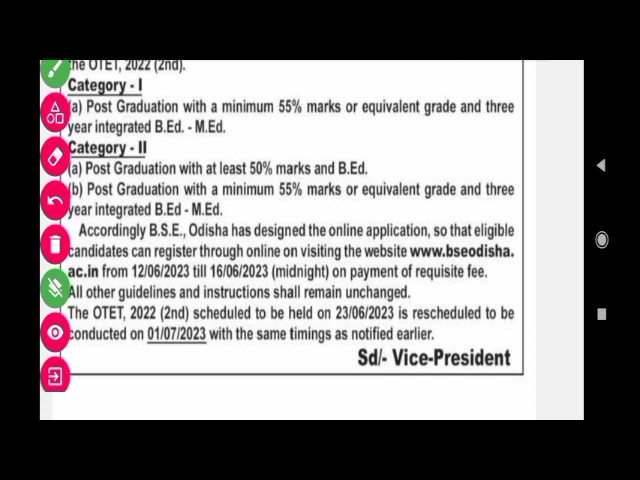 the OTET, 2022 (2nd).
Category - I
(a) Post Graduation with a minimum 55% marks or equivalent grade and three
year integrated B.Ed. - M.Ed.
Category - II
(a) Post Graduation with at least 50% marks and B.Ed.
(b) Post Graduation with a minimum 55% marks or equivalent grade and three
year integrated B.Ed - M.Ed.
Accordingly B.S.E., Odisha has designed the online application, so that eligible
candidates can register through online on visiting the website www.bseodisha.
ac.in from 12/06/2023 till 16/06/2023 (midnight) on payment of requisite fee.
All other guidelines and instructions shall remain unchanged.
The OTET, 2022 (2nd) scheduled to be held on 23/06/2023 is rescheduled to be
conducted on 01/07/2023 with the same timings as notified earlier.
Sd/- Vice-President